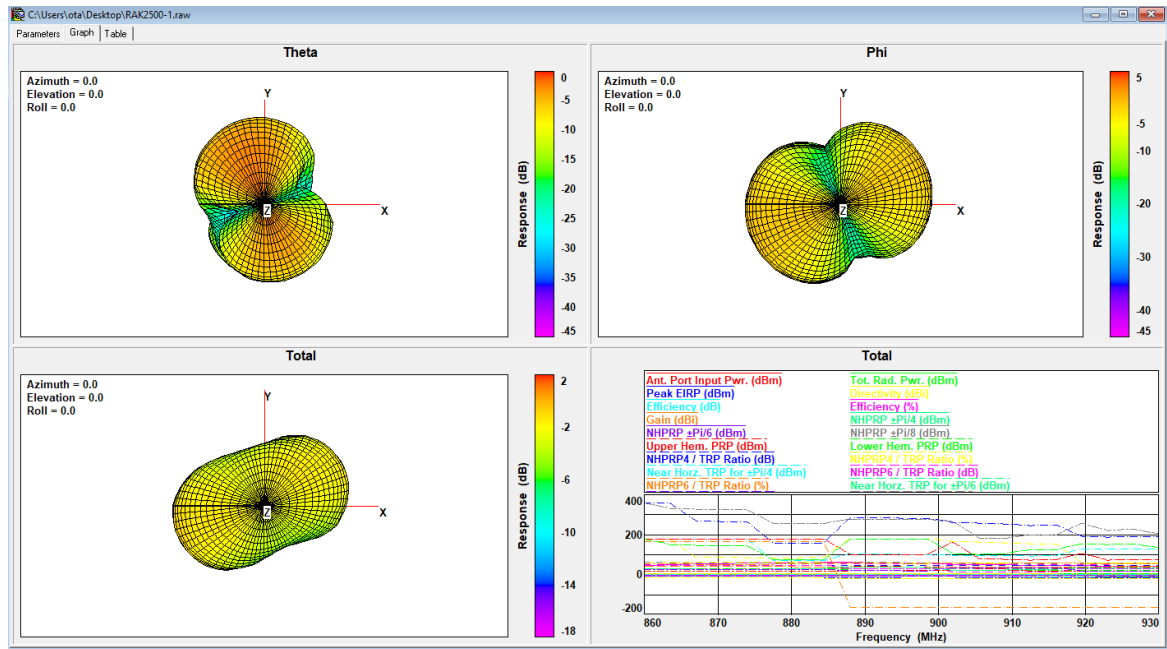 C:\Users\ota\Desktop\RAK2500-1.raw
Parameters Graph Table
Theta
Azimuth = 0.0
Elevation = 0.0
Roll = 0.0
Y
X
Z
0
-5
-10
-15
-20
-25
-30
-35
-40
-45
Response (dB)
Phi
Azimuth = 0.0
Elevation = 0.0
Roll = 0.0
Y
X
Z
5
-5
-10
-20
-30
-40
-45
Response (dB)
Total
Azimuth = 0.0
Elevation = 0.0
Roll = 0.0
Y
X
Z
2
-2
-6
-10
-14
-18
Response (dB)
Total
Ant. Port Input Pwr. (dBm) Tot. Rad. Pwr. (dBm)
Peak EIRP (dBm) Directivity (dBi)
Efficiency (dB) Efficiency (%)
Gain (dBi) NHPRP ±Pi/4 (dBm)
NHPRP ±Pi/6 (dBm) NHPRP ±Pi/8 (dBm)
Upper Hem. PRP (dBm) Lower Hem. PRP (dBm)
NHPRP4 / TRP Ratio (dB) NHPRP4 / TRP Ratio (%)
Near Horz. TRP for ±Pi/4 (dBm) NHPRP6 / TRP Ratio (dB)
NHPRP6 / TRP Ratio (%) Near Horz. TRP for ±Pi/6 (dBm)
400
200
0
-200
860 870 880 890 900 910 920 930
Frequency (MHz)